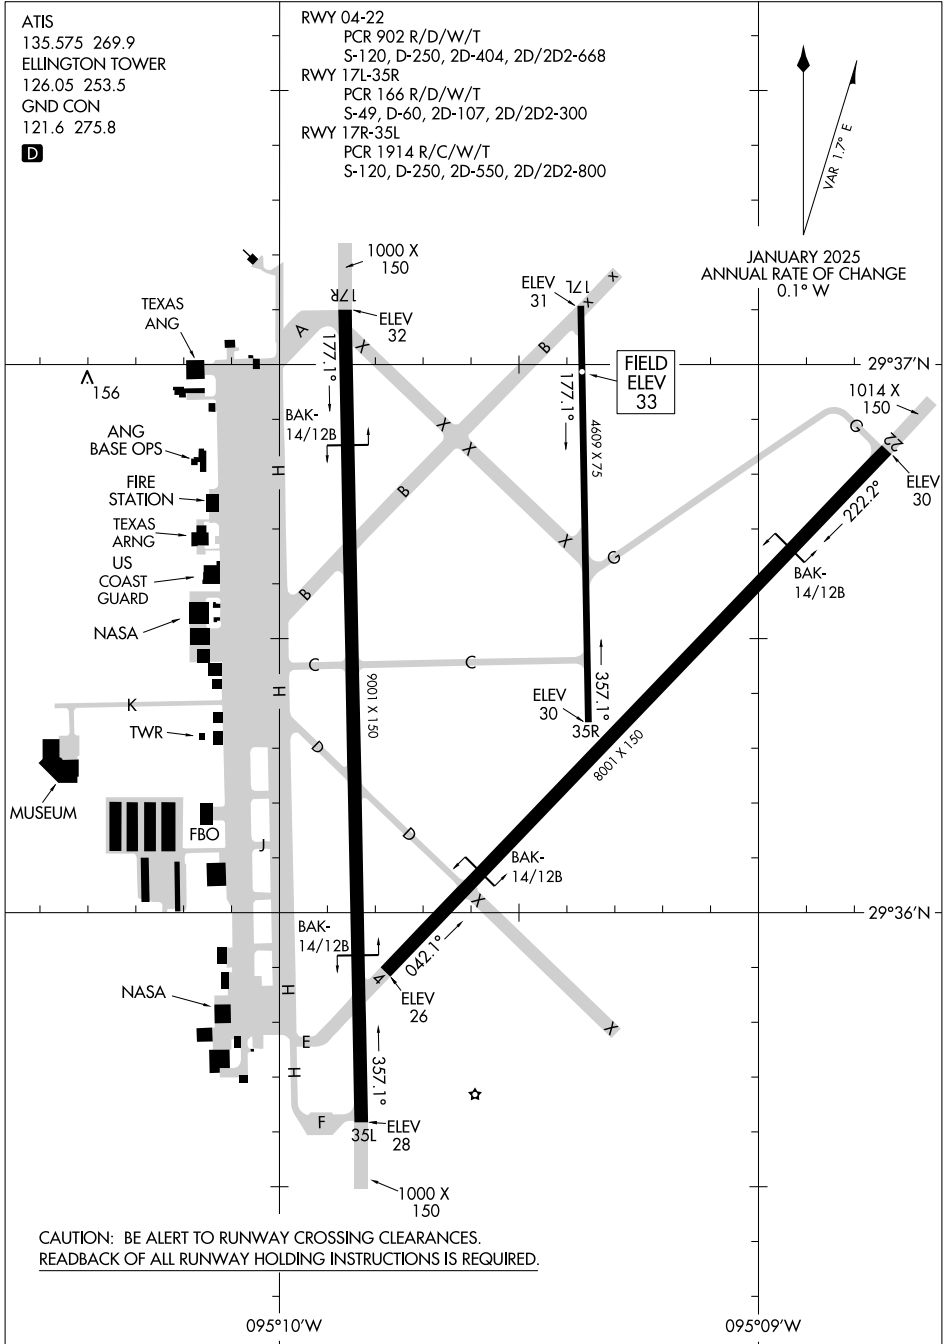 ATIS
135.575 269.9
ELLINGTON TOWER
126.05 253.5
GND CON
121.6 275.8
D
RWY 04-22
PCR 902 R/D/W/T
S-120, D-250, 2D-404, 2D/2D2-668
RWY 17L-35R
PCR 166 R/D/W/T
S-49, D-60, 2D-107, 2D/2D2-300
RWY 17R-35L
PCR 1914 R/C/W/T
S-120, D-250, 2D-550, 2D/2D2-800
VAR 1.7° E
JANUARY 2025
ANNUAL RATE OF CHANGE
0.1° W
1000 X
150
17R
ELEV
32
A
X
177.1°
BAK-
14/12B
ELEV
31
17L
X
X
B
177.1°
4609 X 75
FIELD
ELEV
33
29°37'N
1014 X
150
G
22
ELEV
30
222.2°
BAK-
14/12B
TEXAS
ANG
156
ANG
BASE OPS
FIRE
STATION
TEXAS
ARNG
US
COAST
GUARD
NASA
H
X
X
B
X
G
B
C
C
H
K
TWR
9001 X 150
D
ELEV
30
357.1°
35R
8001 X 150
MUSEUM
FBO
J
D
BAK-
14/12B
X
29°36'N
BAK-
14/12B
042.1°
4
ELEV
26
NASA
H
E
X
H
357.1°
F
35L
ELEV
28
1000 X
150
CAUTION: BE ALERT TO RUNWAY CROSSING CLEARANCES.
READBACK OF ALL RUNWAY HOLDING INSTRUCTIONS IS REQUIRED.
095°10'W
095°09'W